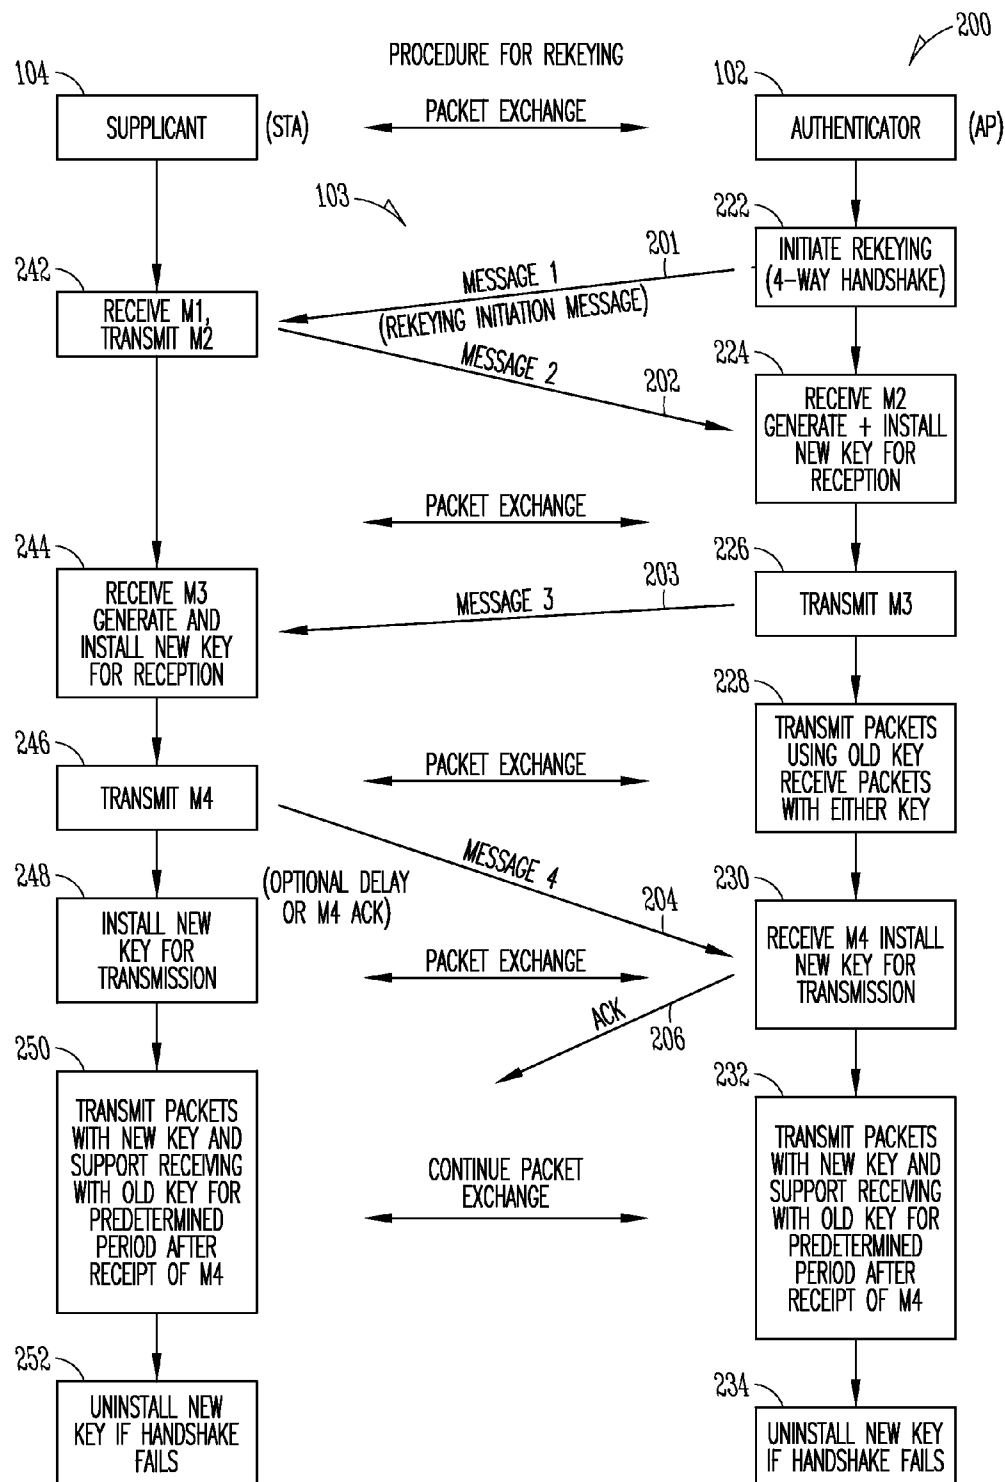 200
PROCEDURE FOR REKEYING
104
102
SUPPLICANT
(STA)
PACKET EXCHANGE
AUTHENTICATOR
(AP)
103
222
INITIATE REKEYING
(4-WAY HANDSHAKE)
201
MESSAGE 1
(REKEYING INITIATION MESSAGE)
242
RECEIVE M1,
TRANSMIT M2
MESSAGE 2
202
224
RECEIVE M2
GENERATE + INSTALL
NEW KEY FOR
RECEPTION
PACKET EXCHANGE
244
RECEIVE M3
GENERATE AND
INSTALL NEW KEY
FOR RECEPTION
MESSAGE 3
203
226
TRANSMIT M3
228
TRANSMIT PACKETS
USING OLD KEY
RECEIVE PACKETS
WITH EITHER KEY
246
TRANSMIT M4
PACKET EXCHANGE
MESSAGE 4
204
248
INSTALL NEW
KEY FOR
TRANSMISSION
(OPTIONAL DELAY
OR M4 ACK)
230
RECEIVE M4 INSTALL
NEW KEY FOR
TRANSMISSION
PACKET EXCHANGE
ACK
206
250
TRANSMIT PACKETS
WITH NEW KEY AND
SUPPORT RECEIVING
WITH OLD KEY FOR
PREDETERMINED
PERIOD AFTER
RECEIPT OF M4
232
TRANSMIT PACKETS
WITH NEW KEY AND
SUPPORT RECEIVING
WITH OLD KEY FOR
PREDETERMINED
PERIOD AFTER
RECEIPT OF M4
CONTINUE PACKET
EXCHANGE
252
UNINSTALL NEW
KEY IF HANDSHAKE
FAILS
234
UNINSTALL NEW KEY
IF HANDSHAKE FAILS